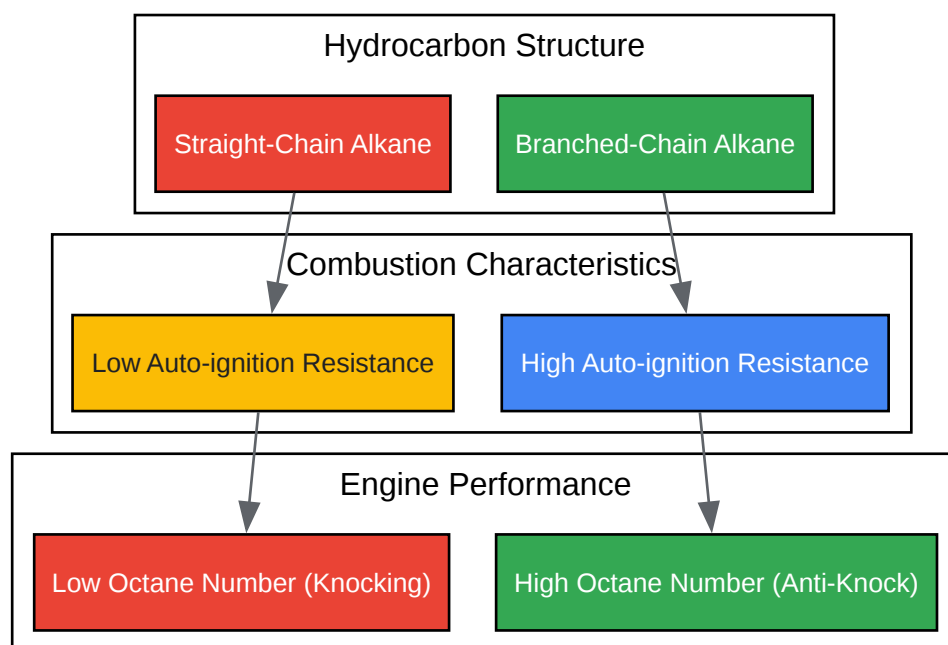 Hydrocarbon Structure
Straight-Chain Alkane
Branched-Chain Alkane
Combustion Characteristics
Low Auto-ignition Resistance
High Auto-ignition Resistance
Engine Performance
Low Octane Number (Knocking)
High Octane Number (Anti-Knock)